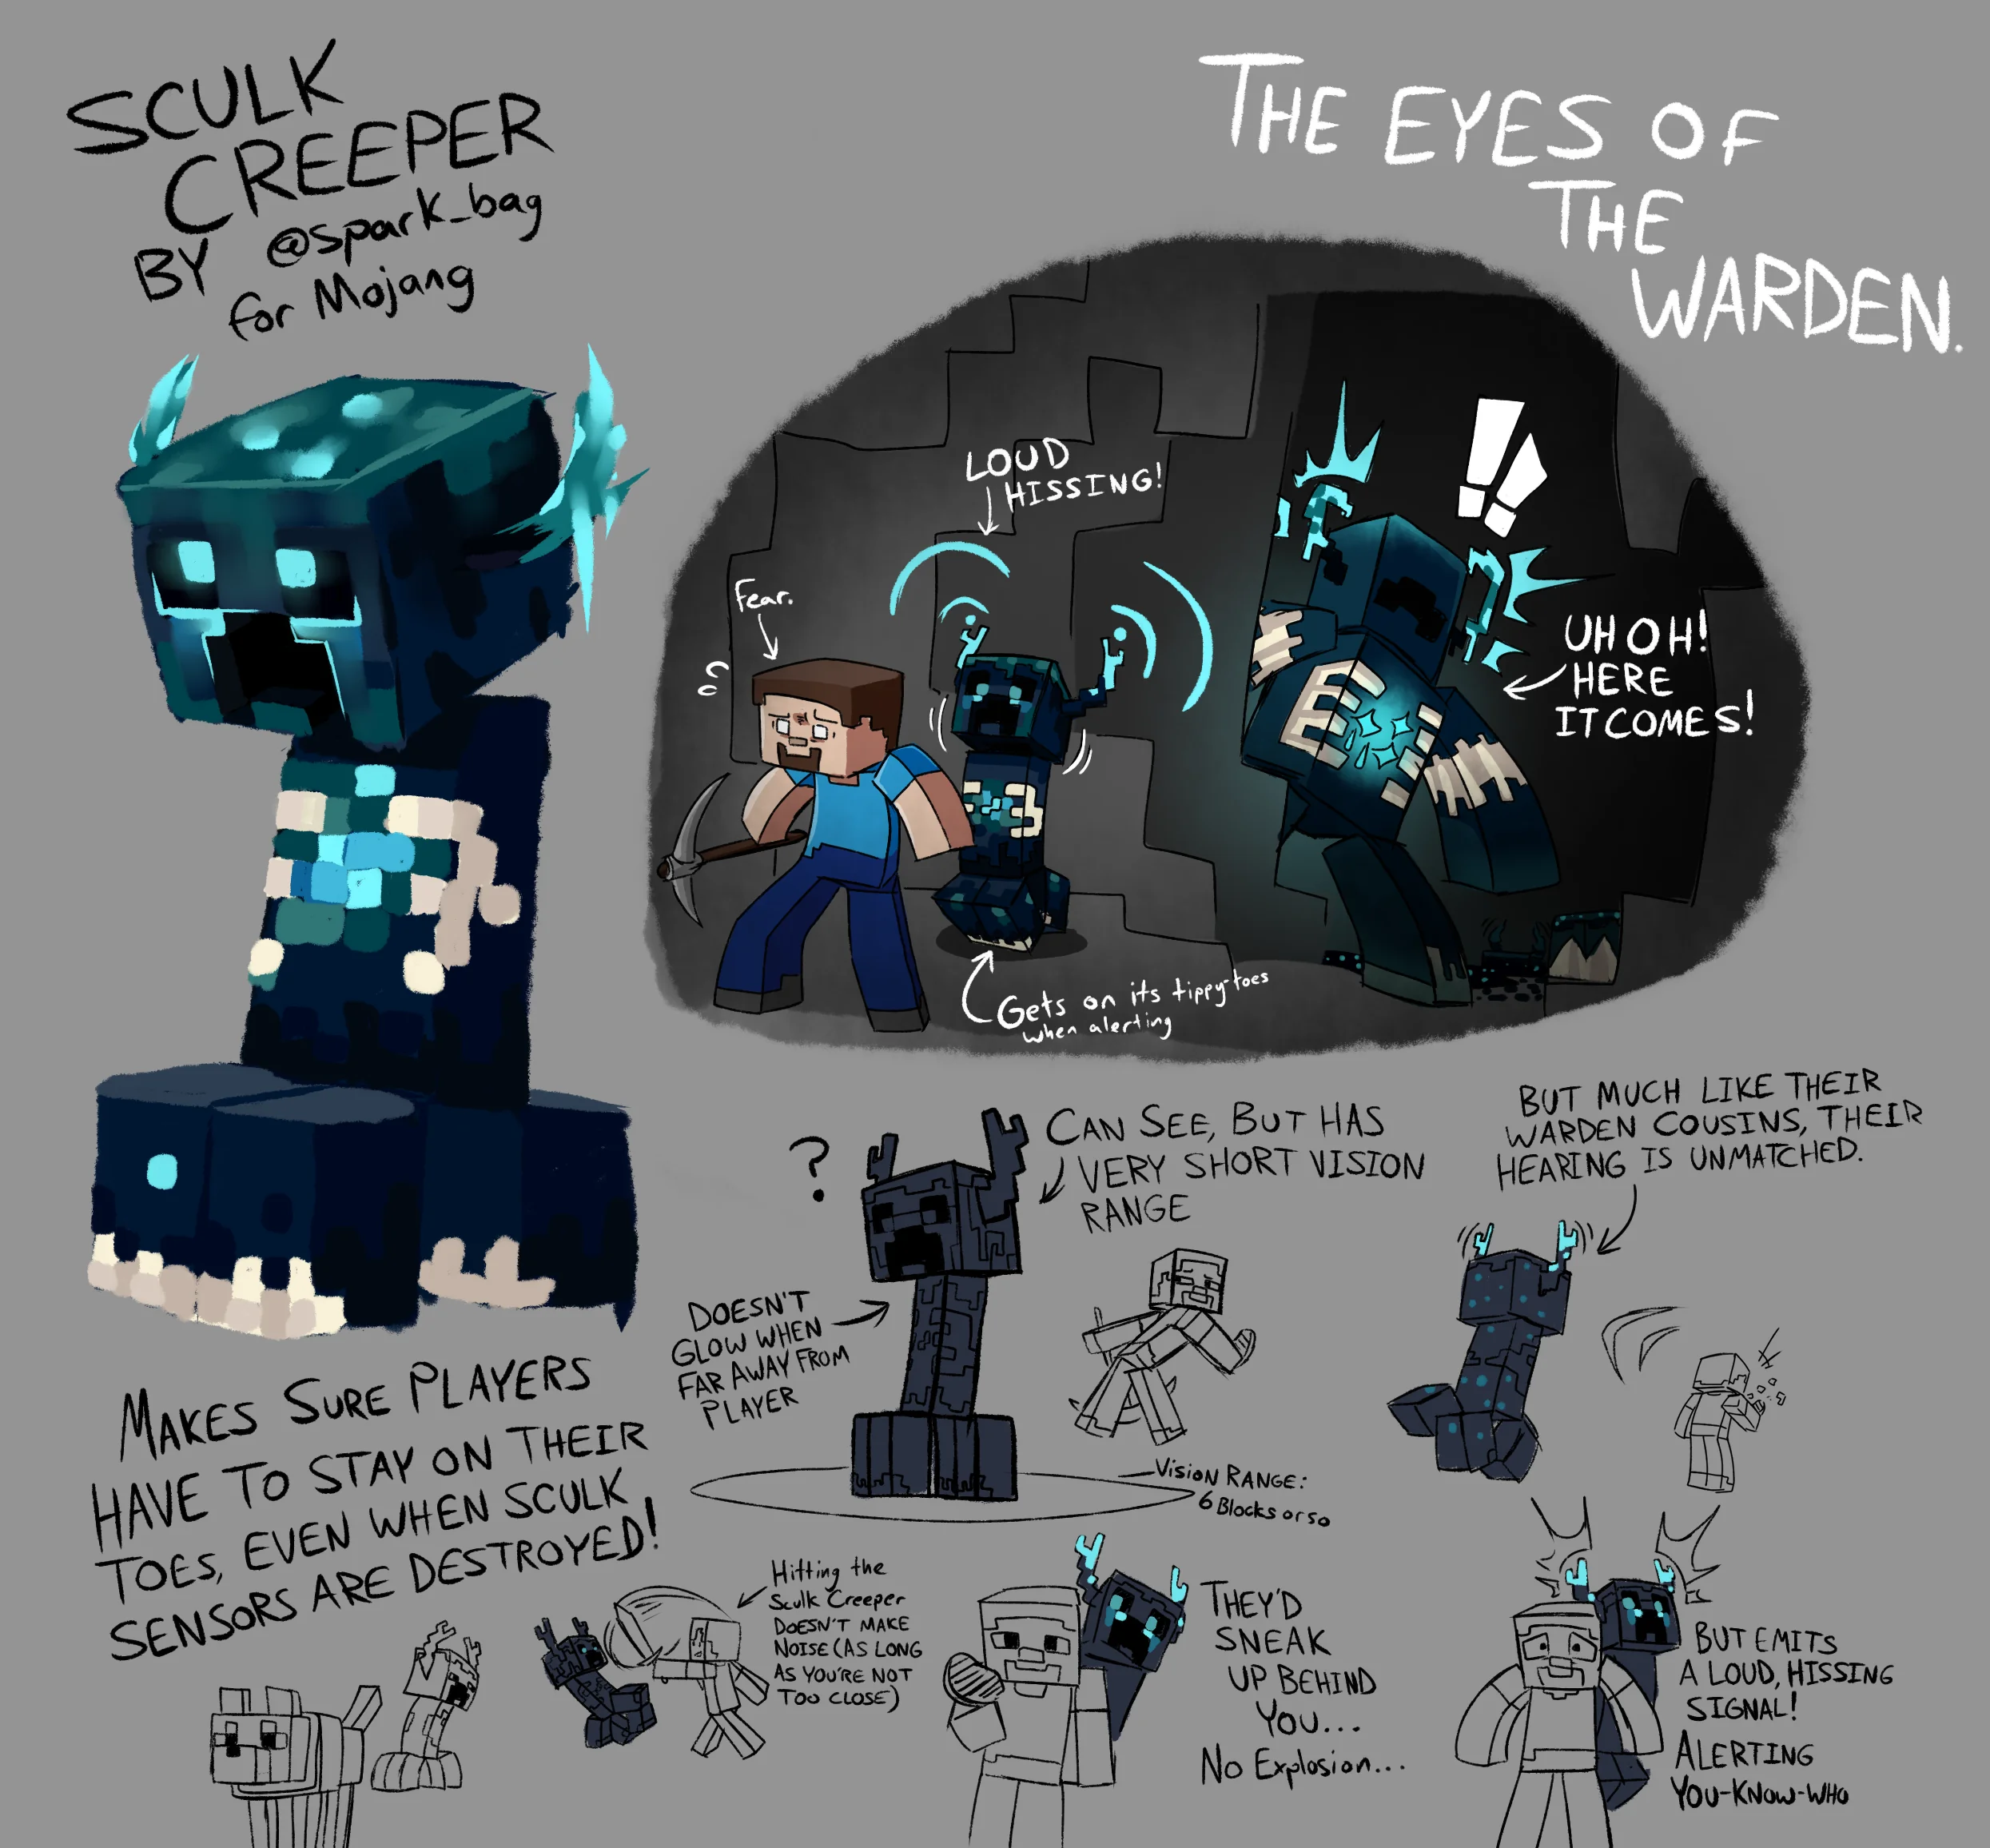 SCULK
CREEPER
BY @spark_bag
for Mojang
THE EYES OF
THE
WARDEN.
LOUD
HISSING!
Fear.
!!
UH OH!
HERE
IT COMES!
Gets on its tippy-toes
when alerting
MAKES SURE PLAYERS
HAVE TO STAY ON THEIR
TOES, EVEN WHEN SCULK
SENSORS ARE DESTROYED!
?
CAN SEE, BUT HAS
VERY SHORT VISION
RANGE
DOESN'T
GLOW WHEN
FAR AWAY FROM
PLAYER
VISION RANGE:
6 Blocks or so
BUT MUCH LIKE THEIR
WARDEN COUSINS, THEIR
HEARING IS UNMATCHED.
Hitting the
Sculk Creeper
DOESN'T MAKE
NOISE (AS LONG
AS YOU'RE NOT
TOO CLOSE)
THEY'D
SNEAK
UP BEHIND
YOU...
No Explosion...
BUT EMITS
A LOUD, HISSING
SIGNAL!
ALERTING
YOU-KNOW-WHO